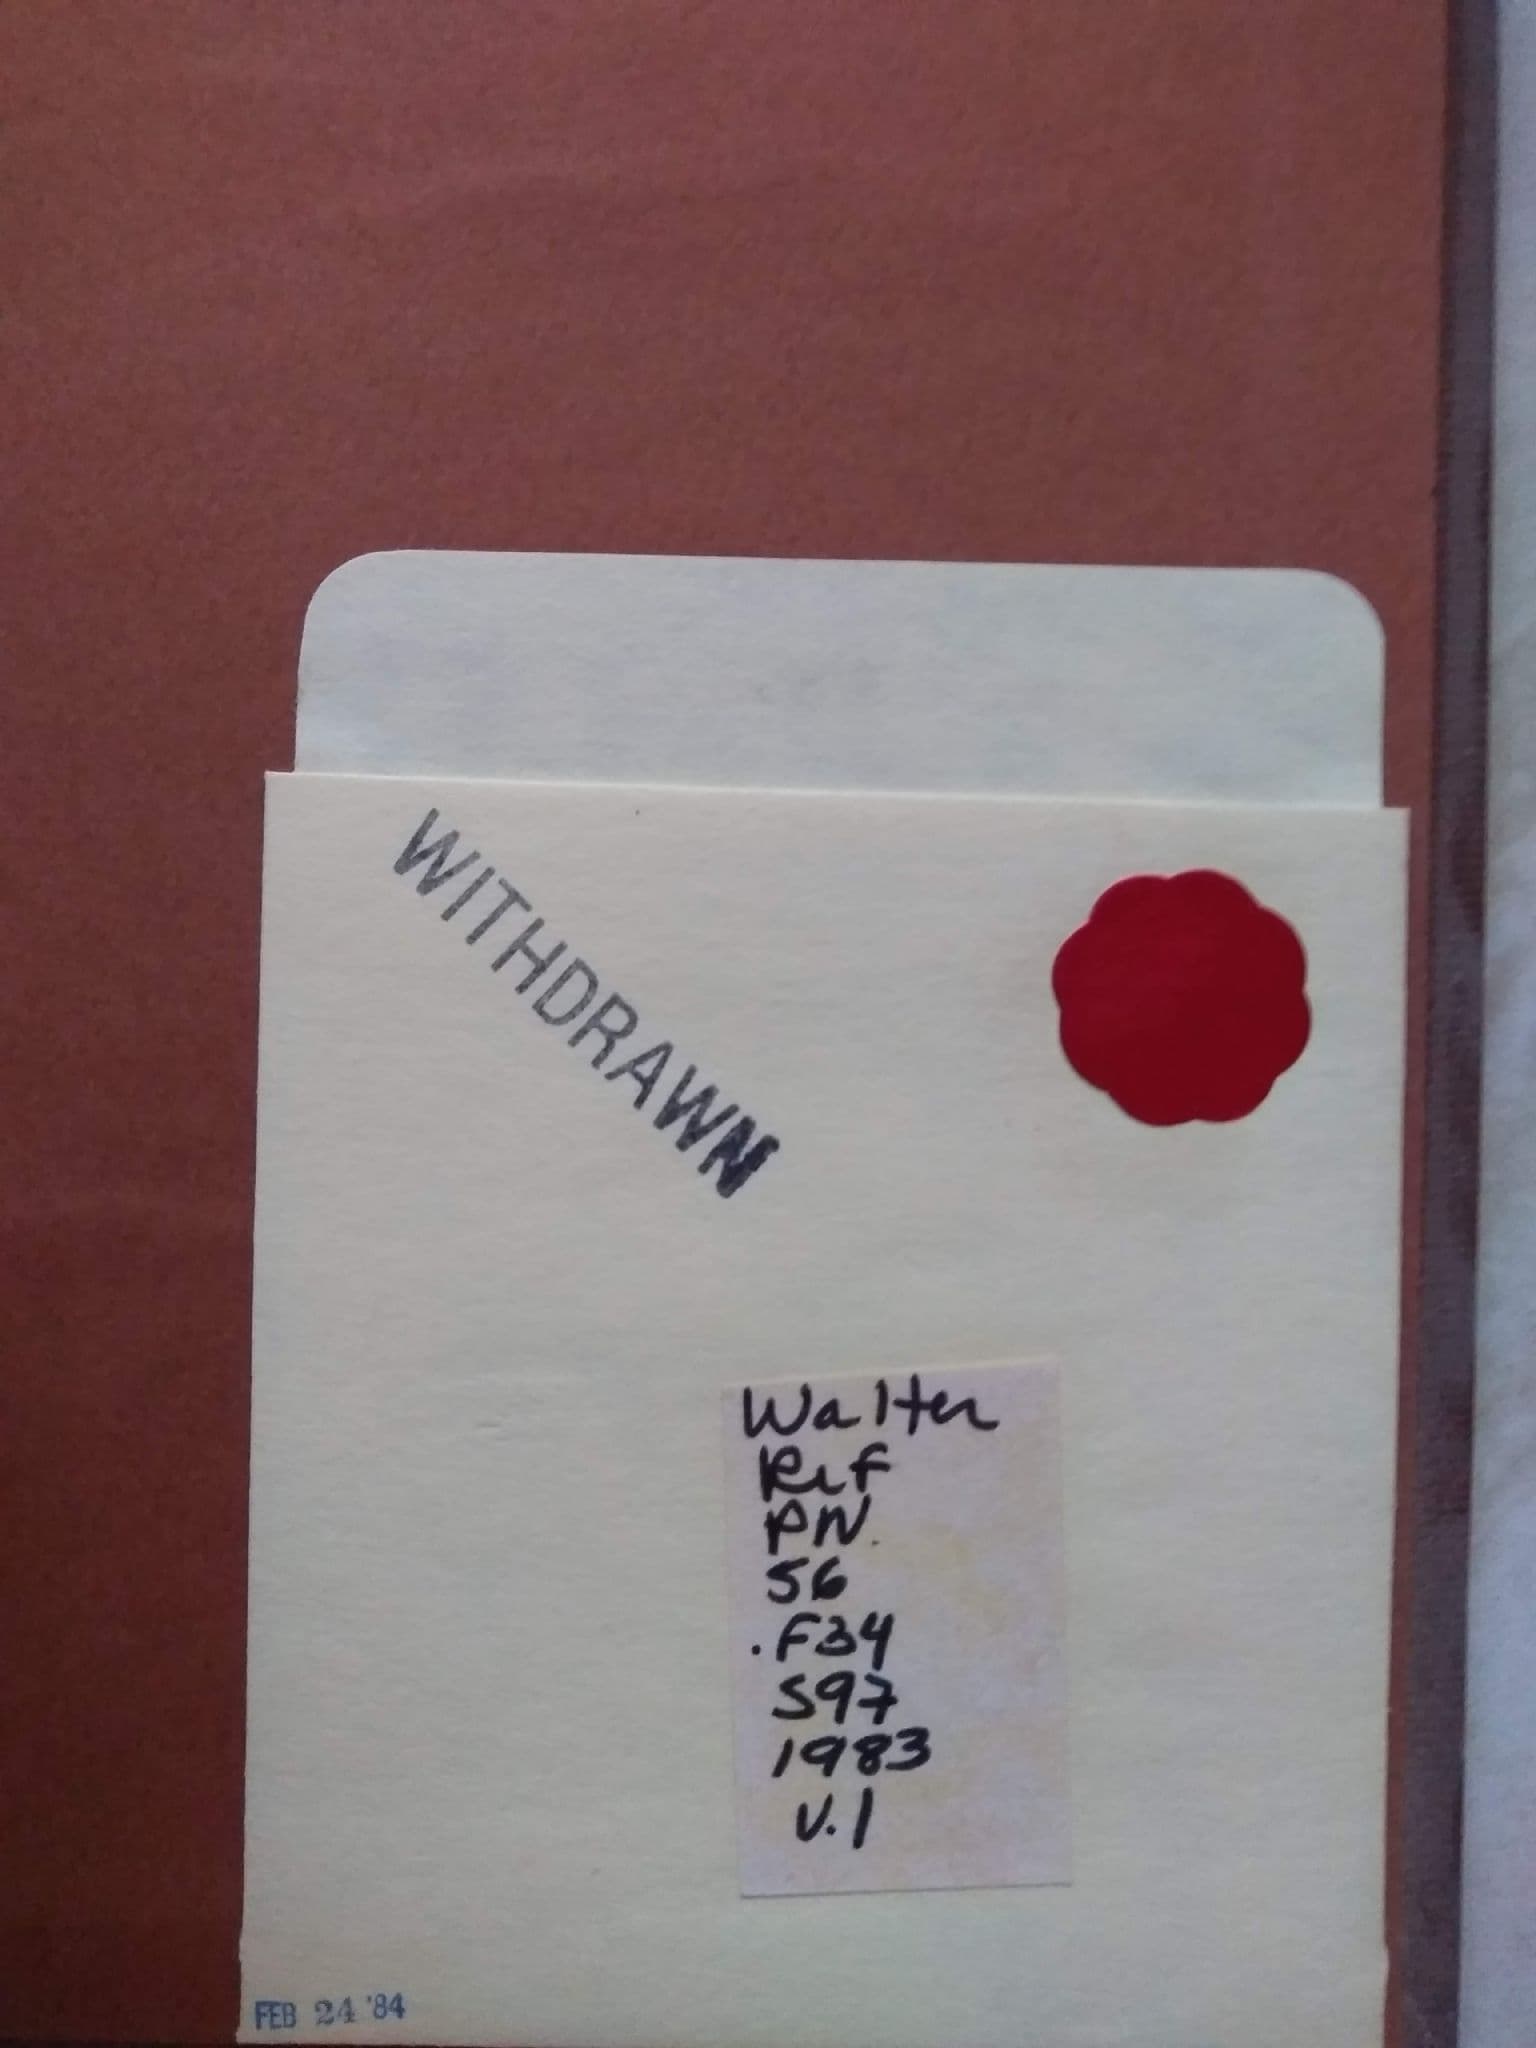 WITHDRAWN
Walter
Ref
PN.
56
.F34
S97
1983
V.1
FEB 24 '84